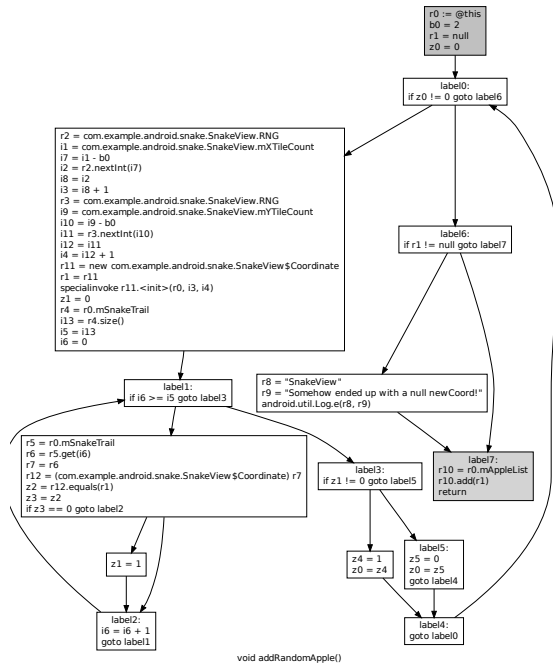 r0 := @this
b0 = 2
r1 = null
z0 = 0
label0:
if z0 != 0 goto label6
r2 = com.example.android.snake.SnakeView.RNG
i1 = com.example.android.snake.SnakeView.mXTileCount
i7 = i1 - b0
i2 = r2.nextInt(i7)
i8 = i2
i3 = i8 + 1
r3 = com.example.android.snake.SnakeView.RNG
i9 = com.example.android.snake.SnakeView.mYTileCount
i10 = i9 - b0
i11 = r3.nextInt(i10)
i12 = i11
i4 = i12 + 1
r11 = new com.example.android.snake.SnakeView$Coordinate
r1 = r11
specialinvoke r11.<init>(r0, i3, i4)
z1 = 0
r4 = r0.mSnakeTrail
i13 = r4.size()
i5 = i13
i6 = 0
label6:
if r1 != null goto label7
label1:
if i6 >= i5 goto label3
r8 = "SnakeView"
r9 = "Somehow ended up with a null newCoord!"
android.util.Log.e(r8, r9)
r5 = r0.mSnakeTrail
r6 = r5.get(i6)
r7 = r6
r12 = (com.example.android.snake.SnakeView$Coordinate) r7
z2 = r12.equals(r1)
z3 = z2
if z3 == 0 goto label2
label3:
if z1 != 0 goto label5
label7:
r10 = r0.mAppleList
r10.add(r1)
return
z1 = 1
z4 = 1
z0 = z4
label5:
z5 = 0
z0 = z5
goto label4
label2:
i6 = i6 + 1
goto label1
label4:
goto label0
void addRandomApple()